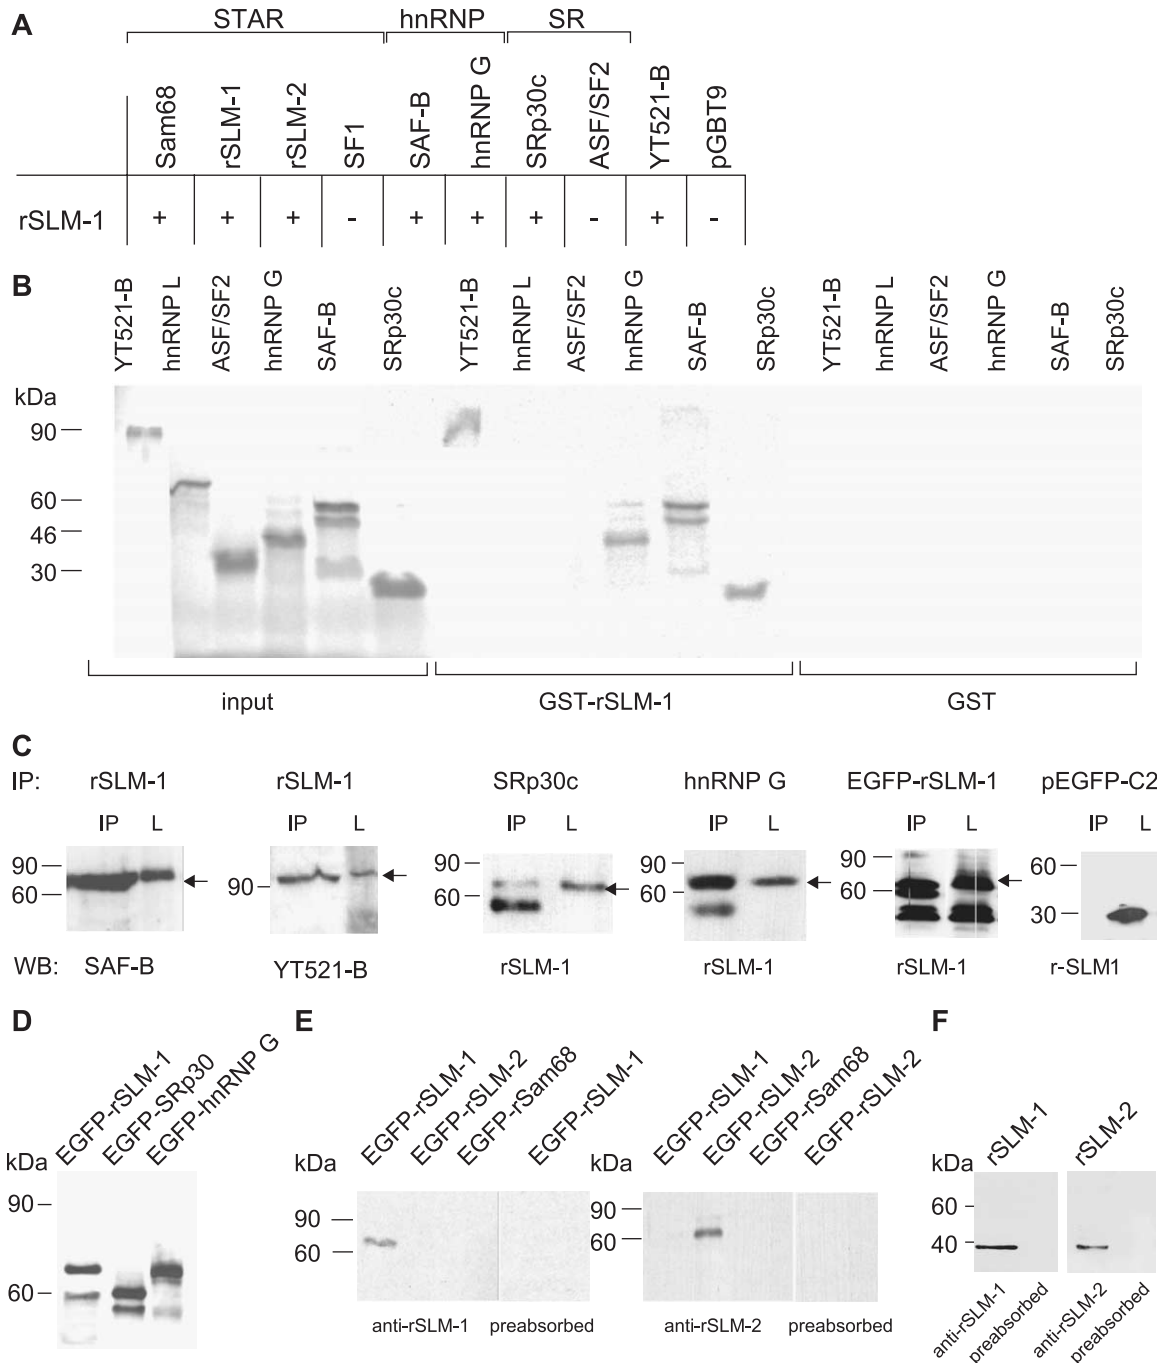 A
STAR hnRNP SR
Sam68 rSLM-1 rSLM-2 SF1 SAF-B hnRNP G SRp30c ASF/SF2 YT521-B pGBT9
rSLM-1 + + + - + + + - + -
B
YT521-B hnRNP L ASF/SF2 hnRNP G SAF-B SRp30c YT521-B hnRNP L ASF/SF2 hnRNP G SAF-B SRp30c YT521-B hnRNP L ASF/SF2 hnRNP G SAF-B SRp30c
kDa
90
60
46
30
input GST-rSLM-1 GST
C
IP: rSLM-1 rSLM-1 SRp30c hnRNP G EGFP-rSLM-1 pEGFP-C2
IP L IP L IP L IP L IP L IP L
90 60
90
90 60
90 60
90 60
60 30
WB: SAF-B YT521-B rSLM-1 rSLM-1 rSLM-1 r-SLM1
D
EGFP-rSLM-1 EGFP-SRp30 EGFP-hnRNP G
kDa
90
60
E
EGFP-rSLM-1 EGFP-rSLM-2 EGFP-rSam68 EGFP-rSLM-1
kDa
90
60
anti-rSLM-1 preabsorbed
EGFP-rSLM-1 EGFP-rSLM-2 EGFP-rSam68 EGFP-rSLM-2
kDa
90
60
anti-rSLM-2 preabsorbed
F
rSLM-1 rSLM-2
kDa
60
40
anti-rSLM-1 preabsorbed anti-rSLM-2 preabsorbed